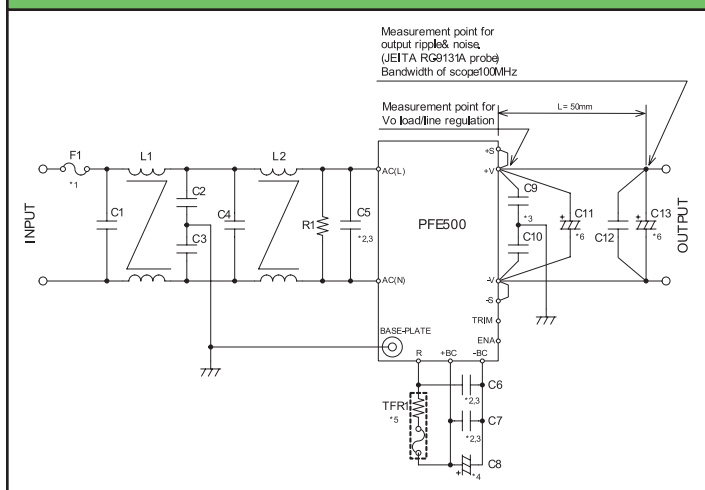 Measurement point for
output ripple& noise.
(JEITA RC-9131A probe)
Bandwidth of scope100MHz
Measurement point for
Vo load/line regulation
L= 50mm
F1
*1
L1
L2
+S
+V
AC(L)
C1
C2
C3
C4
R1
C5
*2,3
PFE500
C9
*3
C10
C11
*6
C12
C13
*6
INPUT
OUTPUT
AC(N)
-V
-S
TRIM
ENA
BASE-PLATE
R
+BC
-BC
TFR1
*5
C6
*2,3
C7
*2,3
C8
+
*4
+
+